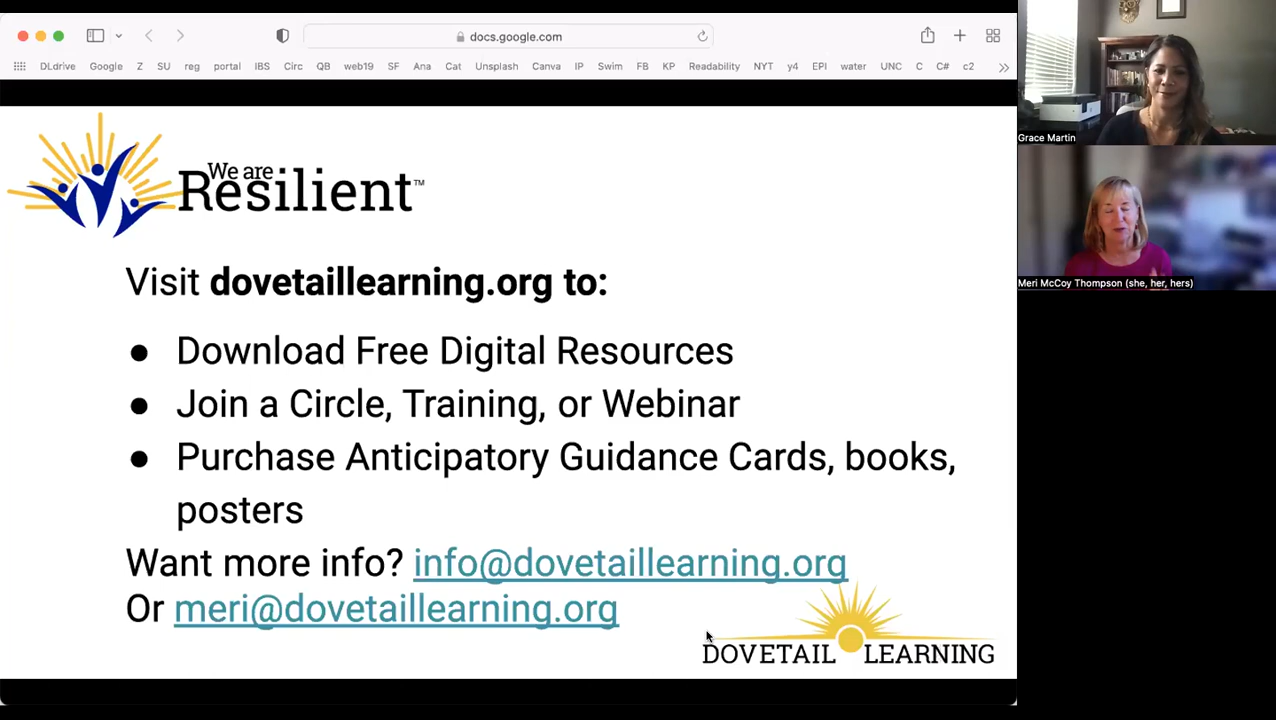 docs.google.com
DLdrive Google Z SU reg portal IBS Circ web19 SF Cat Unsplash Canva IP Swim FB KP Readability NYT y4 EPI water UNC C C# c2
We are
Resilient™
Visit dovetaillearning.org to:
● Download Free Digital Resources
● Join a Circle, Training, or Webinar
● Purchase Anticipatory Guidance Cards, books,
posters
Want more info? info@dovetaillearning.org
Or meri@dovetaillearning.org
DOVETAIL LEARNING
Grace Martin
Meri McCoy Thompson (she, her, hers)